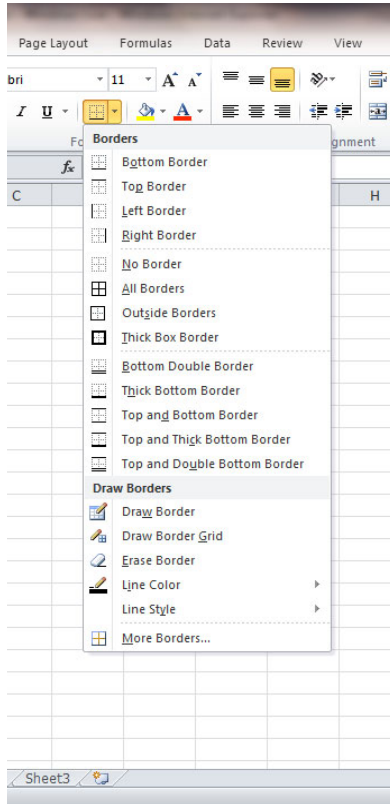 Page Layout Formulas Data Review View
bri 11 A A
I U A
Fo gnment
Borders
fx
C H
Bottom Border
Top Border
Left Border
Right Border
No Border
All Borders
Outside Borders
Thick Box Border
Bottom Double Border
Thick Bottom Border
Top and Bottom Border
Top and Thick Bottom Border
Top and Double Bottom Border
Draw Borders
Draw Border
Draw Border Grid
Erase Border
Line Color
Line Style
More Borders...
Sheet3